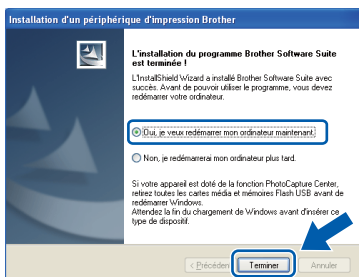 Installation d'un périphérique d'impression Brother
L'installation du programme Brother Software Suite
est terminée !
L'InstallShield Wizard a installé Brother Software Suite avec
succès. Avant de pouvoir utiliser le programme, vous devez
redémarrer votre ordinateur.
Oui, je veux redémarrer mon ordinateur maintenant.
Non, je redémarrerai mon ordinateur plus tard.
Si votre appareil est doté de la fonction PhotoCapture Center,
retirez toutes les cartes média et mémoires Flash USB avant de
redémarrer Windows.
Attendez la fin du chargement de Windows avant d'insérer ce
type de dispositif.
< Précéden Terminer Annuler